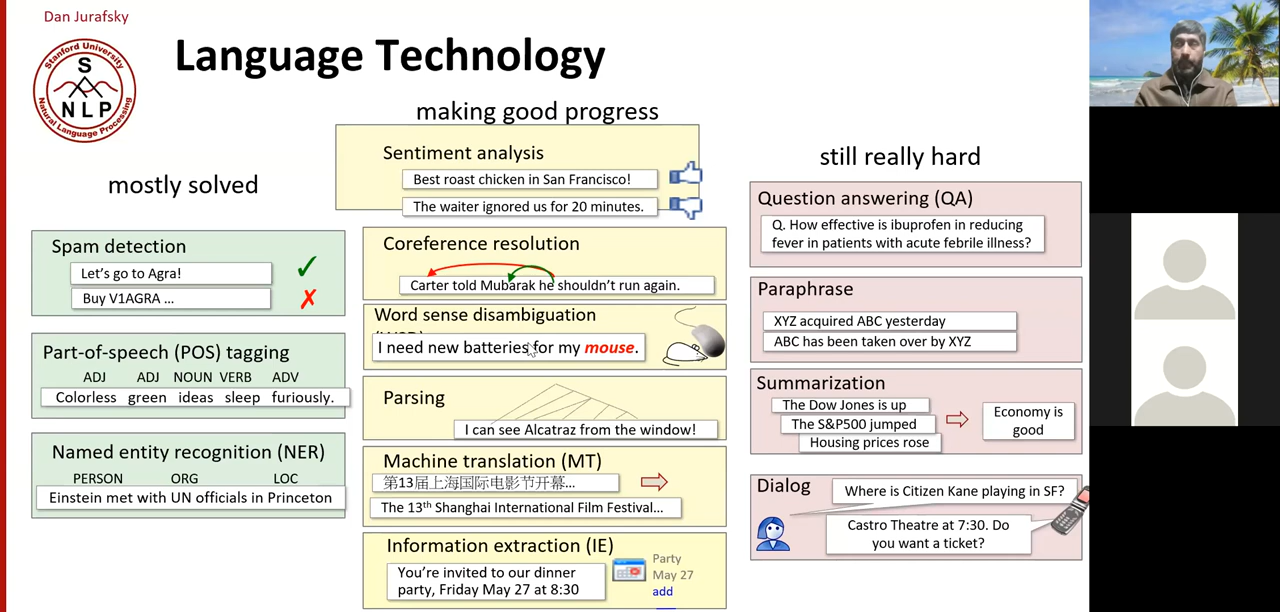 Dan Jurafsky
Stanford University
S
NLP
Natural Language Processing
Language Technology
mostly solved
Spam detection
Let's go to Agra!
✓
Buy V1AGRA …
✗
Part-of-speech (POS) tagging
ADJ ADJ NOUN VERB ADV
Colorless green ideas sleep furiously.
Named entity recognition (NER)
PERSON ORG LOC
Einstein met with UN officials in Princeton
making good progress
Sentiment analysis
Best roast chicken in San Francisco!
The waiter ignored us for 20 minutes.
Coreference resolution
Carter told Mubarak he shouldn't run again.
Word sense disambiguation
I need new batteries for my mouse.
Parsing
I can see Alcatraz from the window!
Machine translation (MT)
第13届上海国际电影节开幕…
The 13th Shanghai International Film Festival…
Information extraction (IE)
You're invited to our dinner
party, Friday May 27 at 8:30
Party
May 27
add
still really hard
Question answering (QA)
Q. How effective is ibuprofen in reducing
fever in patients with acute febrile illness?
Paraphrase
XYZ acquired ABC yesterday
ABC has been taken over by XYZ
Summarization
The Dow Jones is up
The S&P500 jumped
Housing prices rose
Economy is
good
Dialog
Where is Citizen Kane playing in SF?
Castro Theatre at 7:30. Do
you want a ticket?